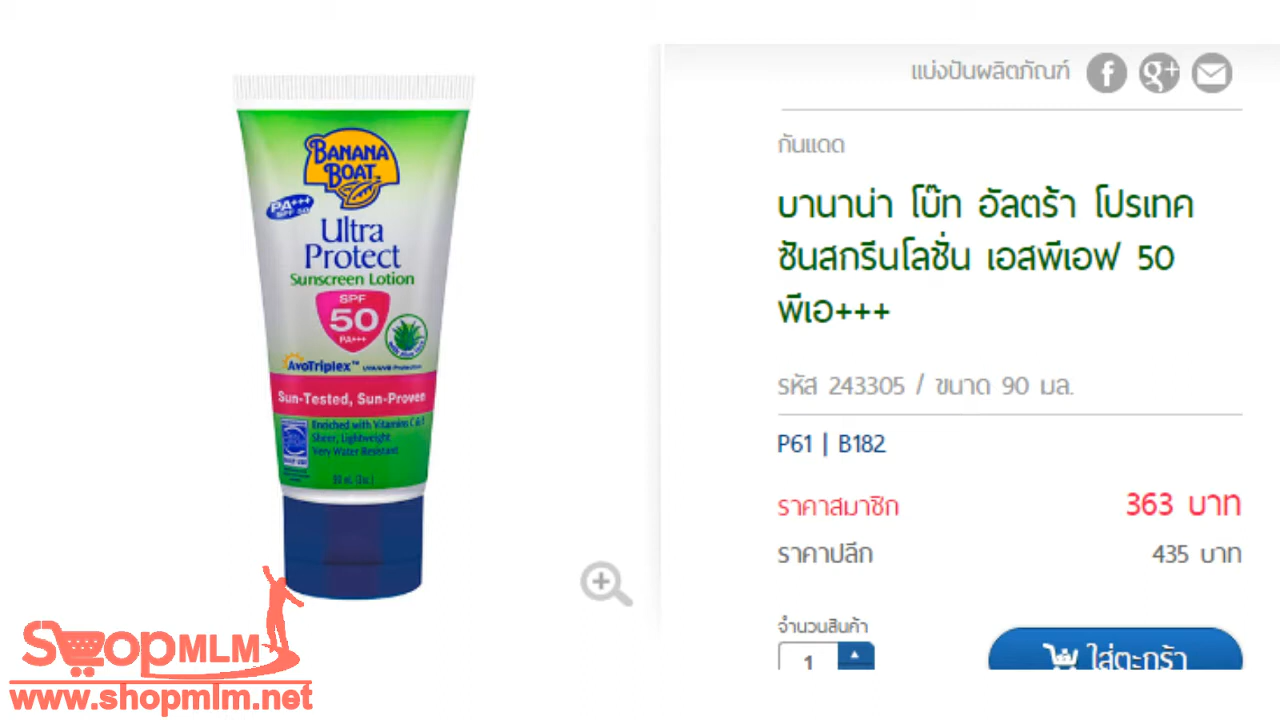 BANANA
BOAT
PA+++
SPF 50
Ultra
Protect
Sunscreen Lotion
SPF
50
PA+++
AvoTriplex™ UVA/UVB Protection
Sun-Tested, Sun-Proven
Enriched with Vitamins C & E
Sheer, Lightweight
Very Water Resistant
แบ่งปันผลิตภัณฑ์ f g+
กันแดด
บานาน่า โบ๊ท อัลตร้า โปรเทค
ซันสกรีนโลชั่น เอสพีเอฟ 50
พีเอ+++
รหัส 243305 / ขนาด 90 มล.
P61 | B182
ราคาสมาชิก 363 บาท
ราคาปลีก 435 บาท
จำนวนสินค้า
1 ใส่ตะกร้า
SHOPMLM
www.shopmlm.net